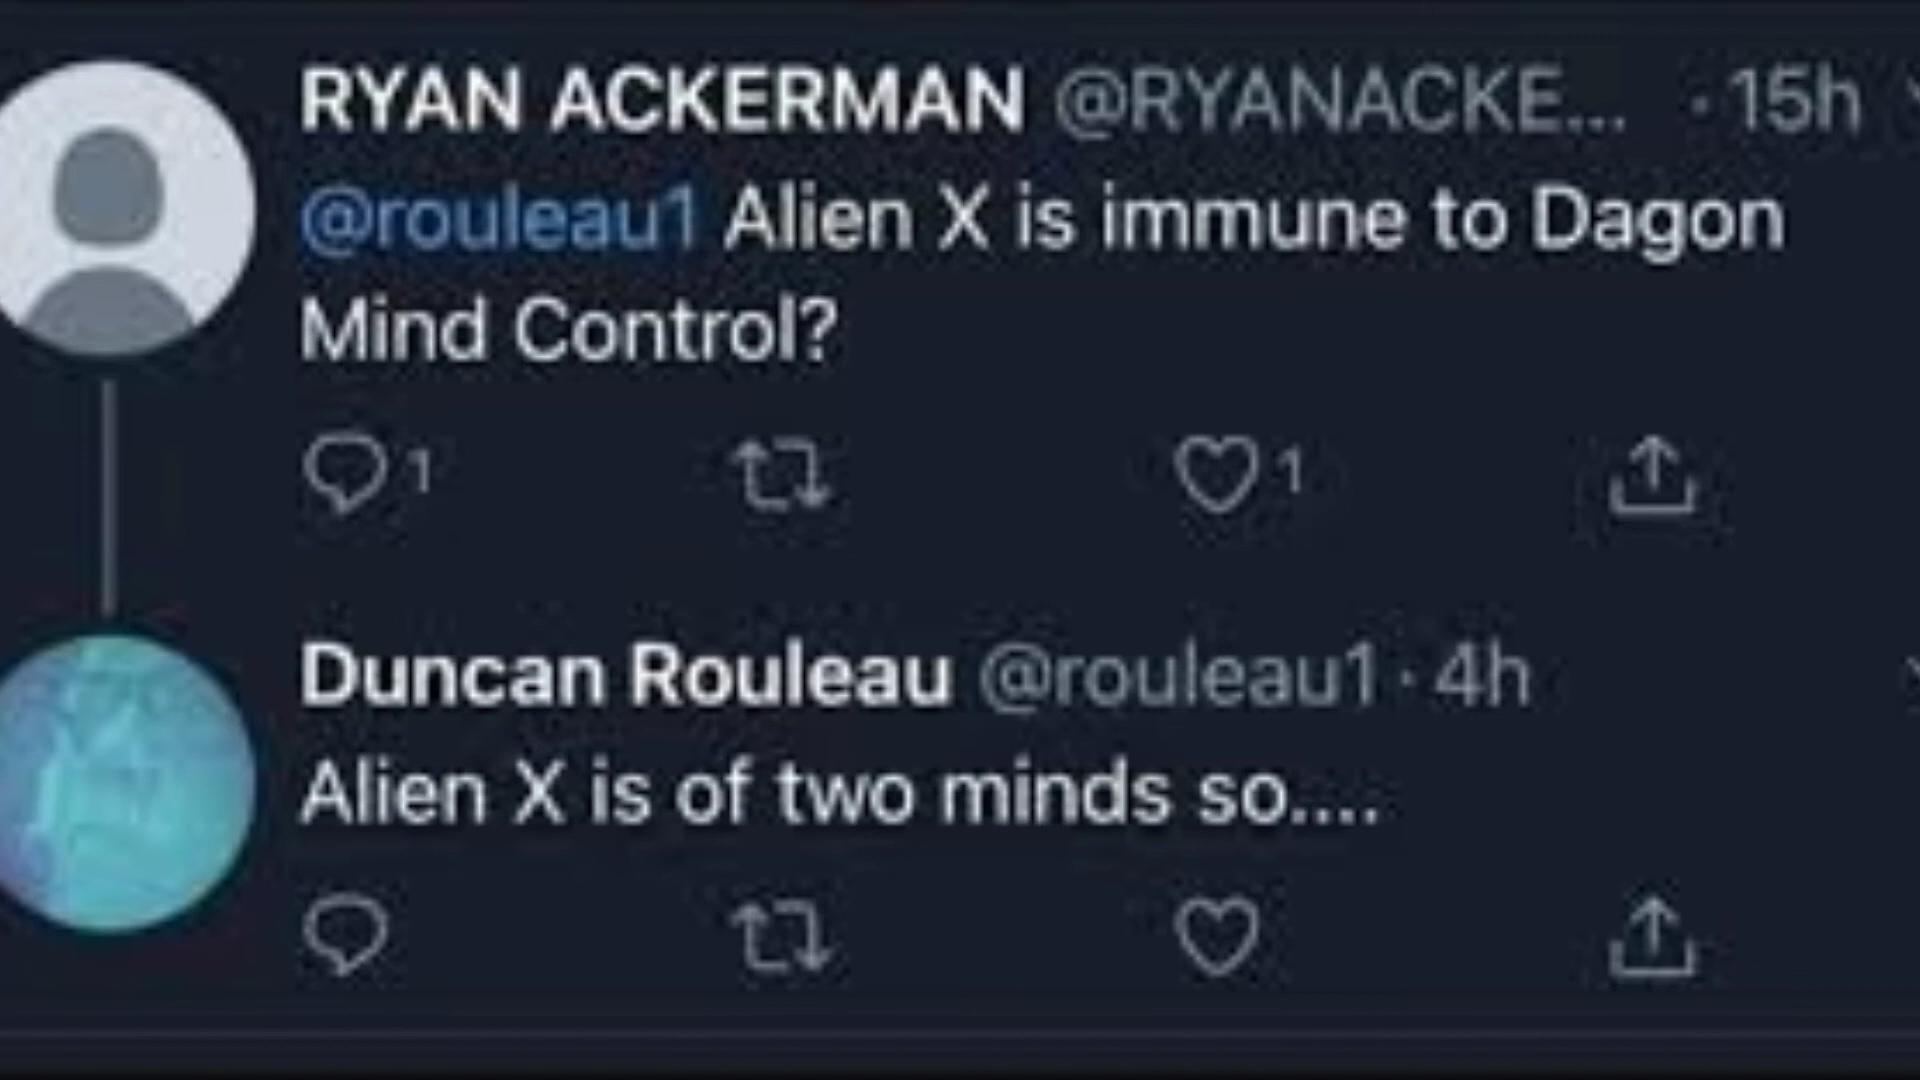 RYAN ACKERMAN @RYANACKE... · 15h
@rouleau1 Alien X is immune to Dagon
Mind Control?
1 1
Duncan Rouleau @rouleau1 · 4h
Alien X is of two minds so....